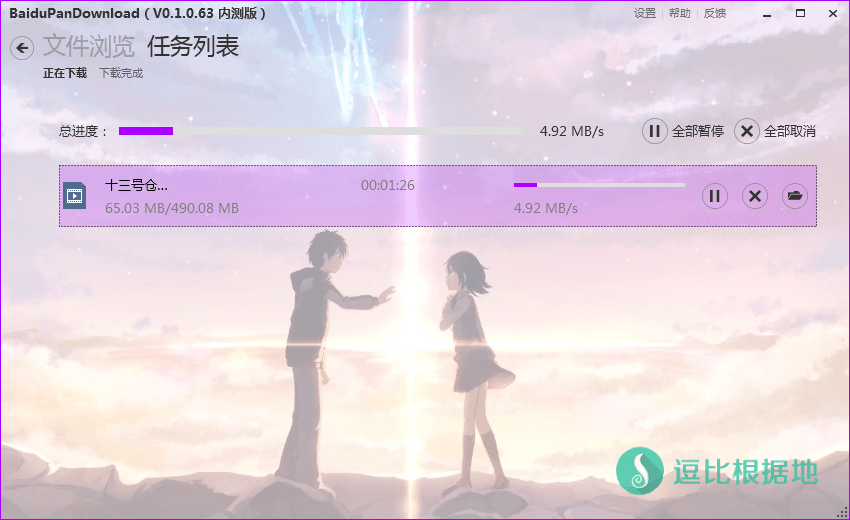 BaiduPanDownload（V0.1.0.63 内测版）
设置 帮助 反馈
文件浏览 任务列表
正在下载 下载完成
总进度： 4.92 MB/s 全部暂停 全部取消
十三号仓... 00:01:26
65.03 MB/490.08 MB 4.92 MB/s
逗比根据地